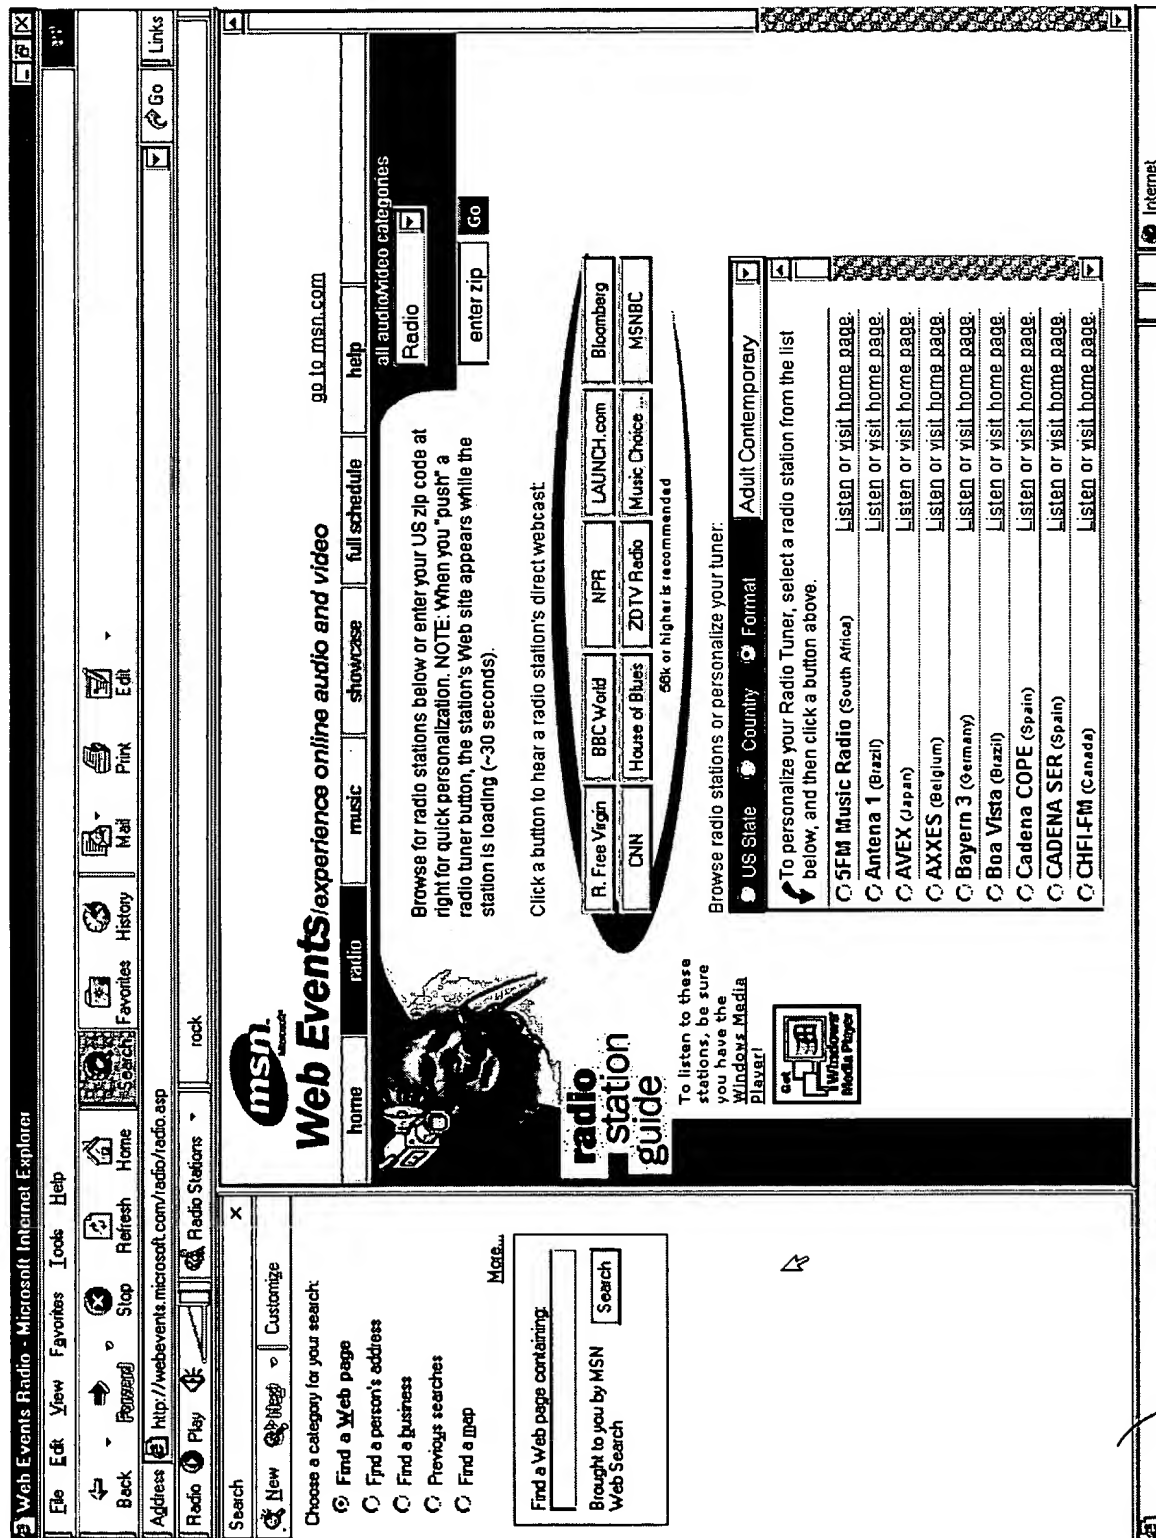 Web Events Radio - Microsoft Internet Explorer
File Edit View Favorites Tools Help
Back Forward Stop Refresh Home Search Favorites History Mail Print Edit
Address http://webevents.microsoft.com/radio/radio.asp Go Links
Radio Play Radio Stations rock
Search
New Next Customize
Choose a category for your search:
Find a Web page
Find a person's address
Find a business
Previous searches
Find a map
More...
Find a Web page containing:
Brought to you by MSN
Web Search
Search
msn.
Microsoft
go to msn.com
Web Events/experience online audio and video
home radio music showcase full schedule help
all audio/video categories
Radio
enter zip Go
Browse for radio stations below or enter your US zip code at
right for quick personalization. NOTE: When you "push" a
radio tuner button, the station's Web site appears while the
station is loading (~30 seconds).
radio
station
guide
Click a button to hear a radio station's direct webcast:
R. Free Virgin BBC World NPR LAUNCH.com Bloomberg
CNN House of Blues ZDTV Radio Music Choice ... MSNBC
56k or higher is recommended
To listen to these
stations, be sure
you have the
Windows Media
Player!
Get
Windows
Media Player
Browse radio stations or personalize your tuner:
US State Country Format Adult Contemporary
To personalize your Radio Tuner, select a radio station from the list
below, and then click a button above.
5FM Music Radio (South Africa) Listen or visit home page.
Antena 1 (Brazil) Listen or visit home page.
AVEX (Japan) Listen or visit home page.
AXXES (Belgium) Listen or visit home page.
Bayern 3 (Germany) Listen or visit home page.
Boa Vista (Brazil) Listen or visit home page.
Cadena COPE (Spain) Listen or visit home page.
CADENA SER (Spain) Listen or visit home page.
CHFI-FM (Canada) Listen or visit home page.
Internet